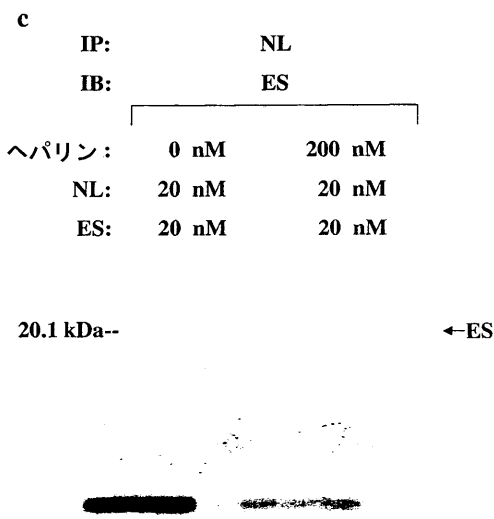 c
IP: NL
IB: ES
ヘパリン: 0 nM 200 nM
NL: 20 nM 20 nM
ES: 20 nM 20 nM
20.1 kDa-- ←ES